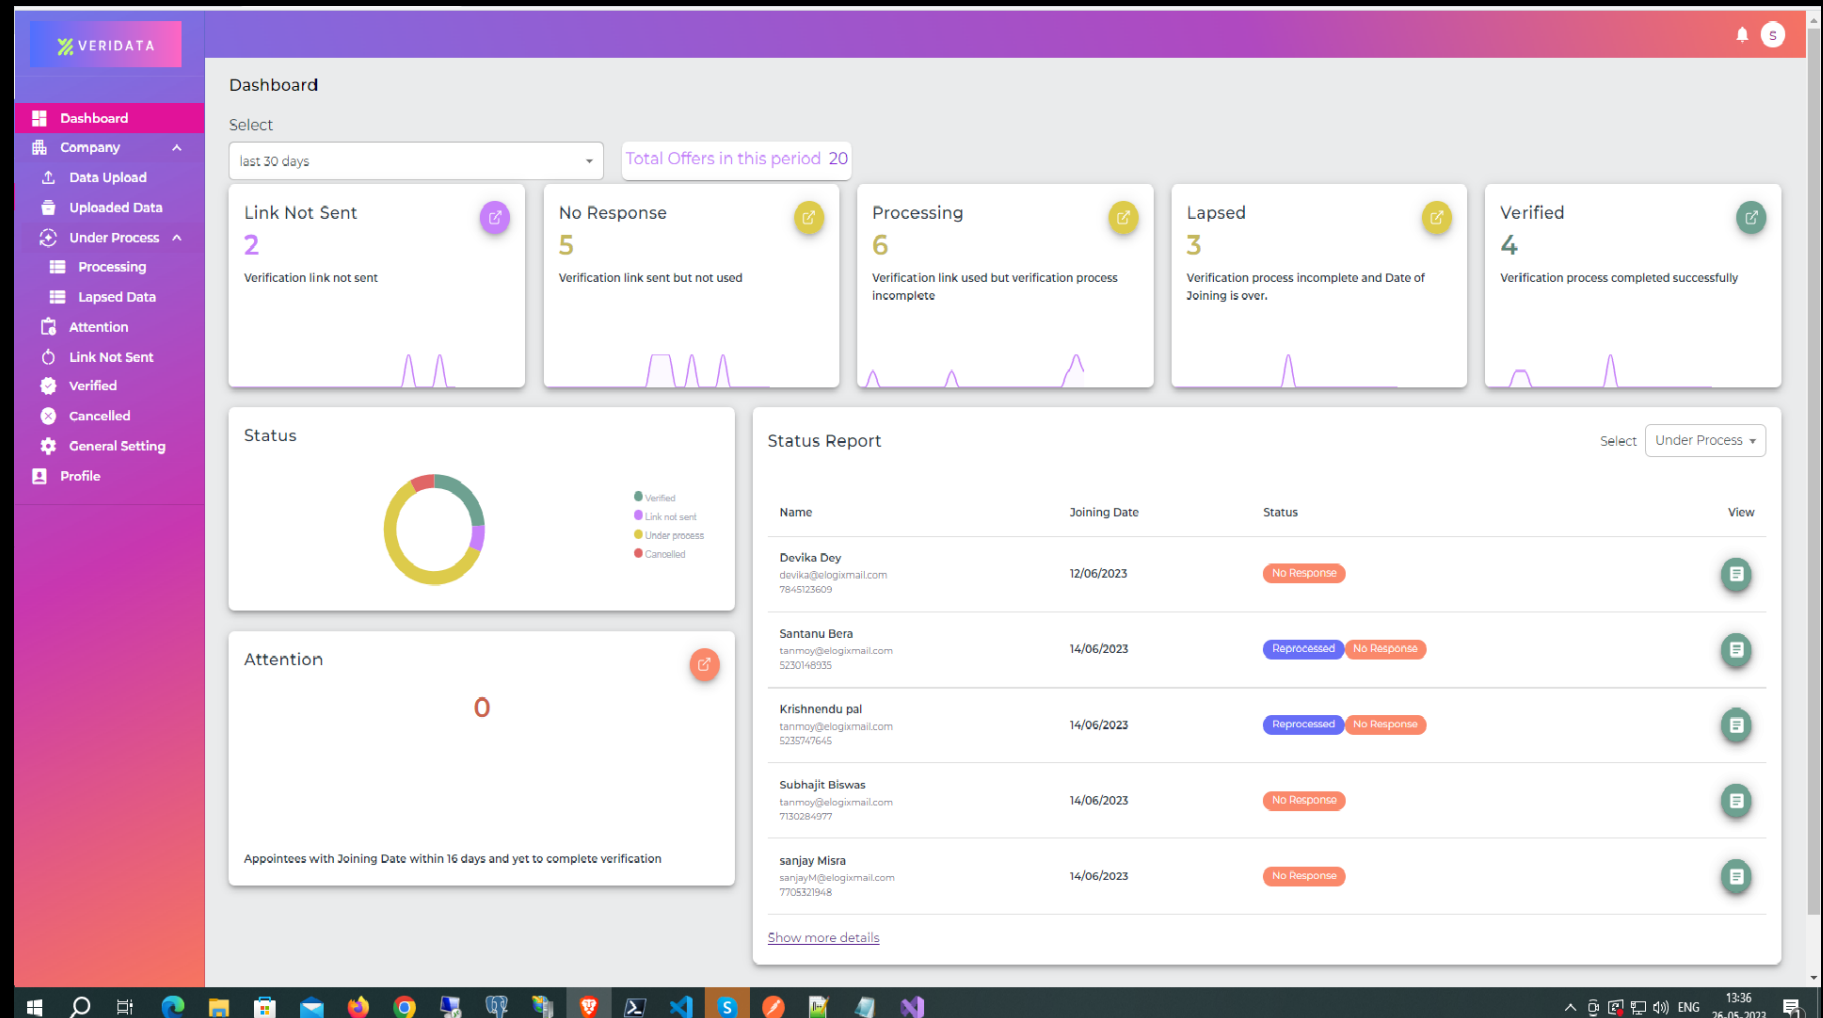 VERIDATA
S
Dashboard
Company
Data Upload
Uploaded Data
Under Process
Processing
Lapsed Data
Attention
Link Not Sent
Verified
Cancelled
General Setting
Profile
Dashboard
Select
last 30 days
Total Offers in this period 20
Link Not Sent
2
Verification link not sent
No Response
5
Verification link sent but not used
Processing
6
Verification link used but verification process
incomplete
Lapsed
3
Verification process incomplete and Date of
Joining is over.
Verified
4
Verification process completed successfully
Status
Verified
Link not sent
Under process
Cancelled
Attention
0
Appointees with Joining Date within 16 days and yet to complete verification
Status Report
Select Under Process
Name Joining Date Status View
Devika Dey
devika@elogixmail.com
7845123609
12/06/2023
No Response
Santanu Bera
tanmoy@elogixmail.com
5230148935
14/06/2023
Reprocessed No Response
Krishnendu pal
tanmoy@elogixmail.com
5235747645
14/06/2023
Reprocessed No Response
Subhajit Biswas
tanmoy@elogixmail.com
7130284977
14/06/2023
No Response
sanjay Misra
sanjayM@elogixmail.com
7705321948
14/06/2023
No Response
Show more details
ENG
13:36
26-05-2023
1